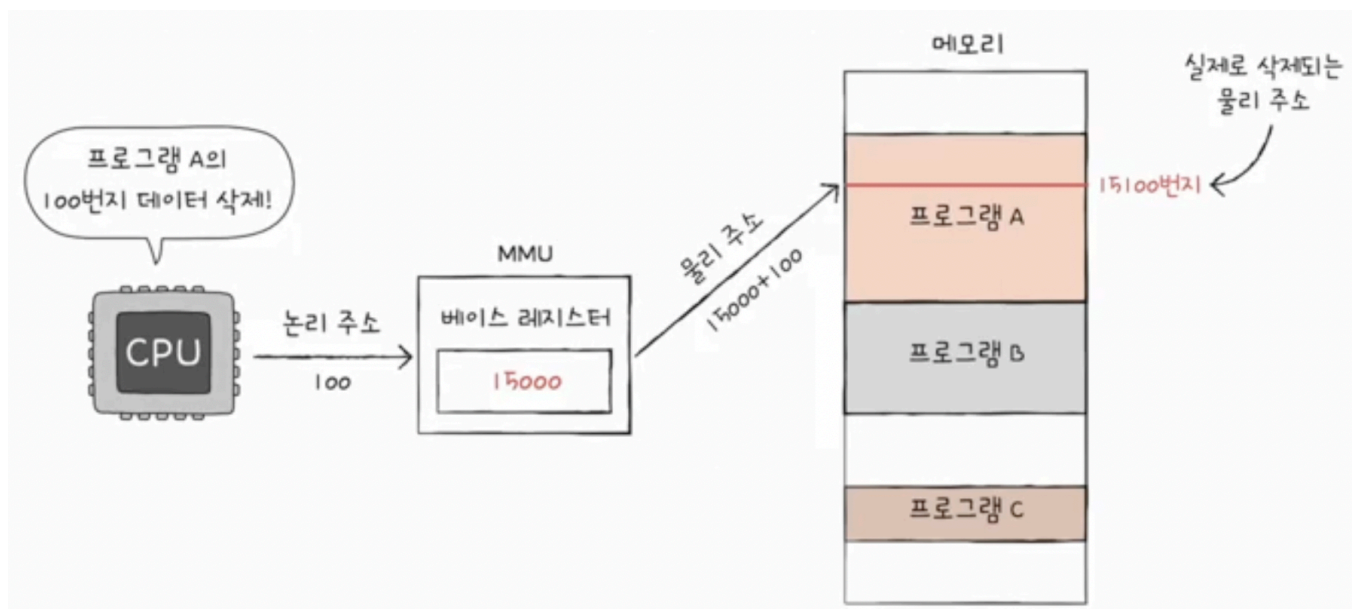 프로그램 A의
100번지 데이터 삭제!
CPU
논리 주소
100
MMU
베이스 레지스터
15000
물리 주소
15000+100
메모리
프로그램 A
프로그램 B
프로그램 C
15100번지
실제로 삭제되는
물리 주소